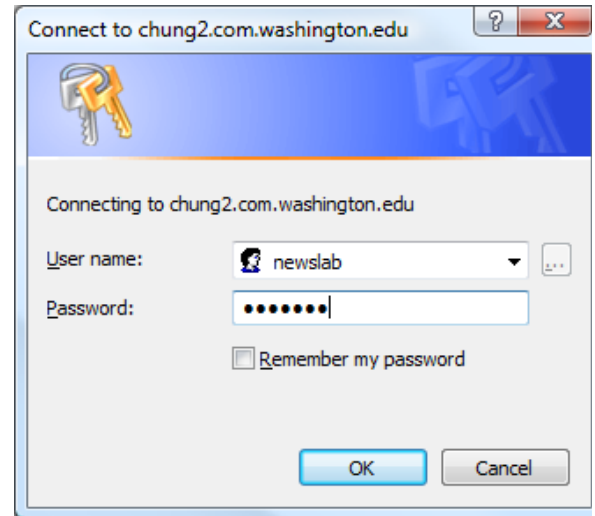 Connect to chung2.com.washington.edu
Connecting to chung2.com.washington.edu
User name: newslab ...
Password: •••••••
Remember my password
OK Cancel